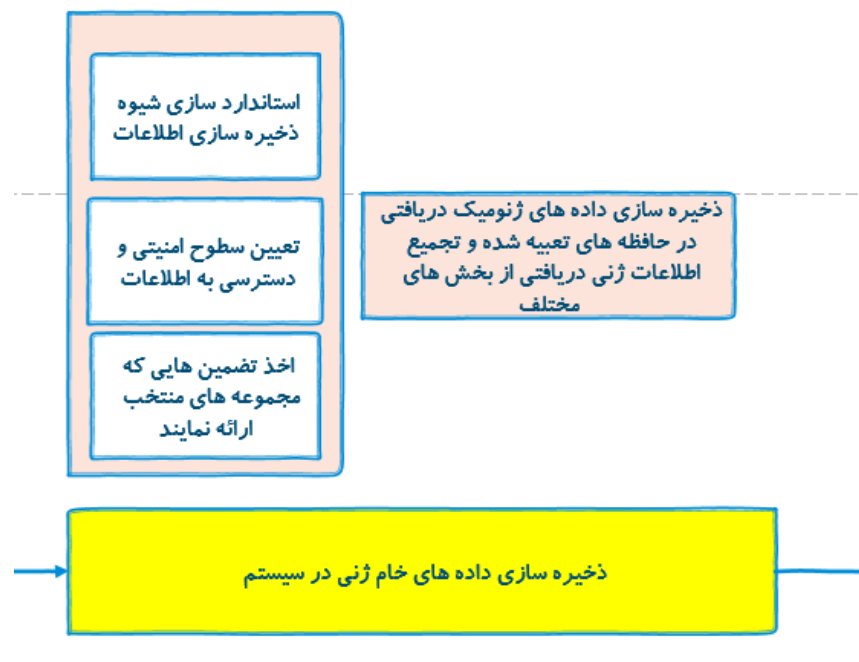 استاندارد سازی شیوه
ذخیره سازی اطلاعات
تعیین سطوح امنیتی و
دسترسی به اطلاعات
اخذ تضمین هایی که
مجموعه های منتخب
ارائه نمایند
ذخیره سازی داده های ژنومیک دریافتی
در حافظه های تعبیه شده و تجمیع
اطلاعات ژنی دریافتی از بخش های
مختلف
ذخیره سازی داده های خام ژنی در سیستم